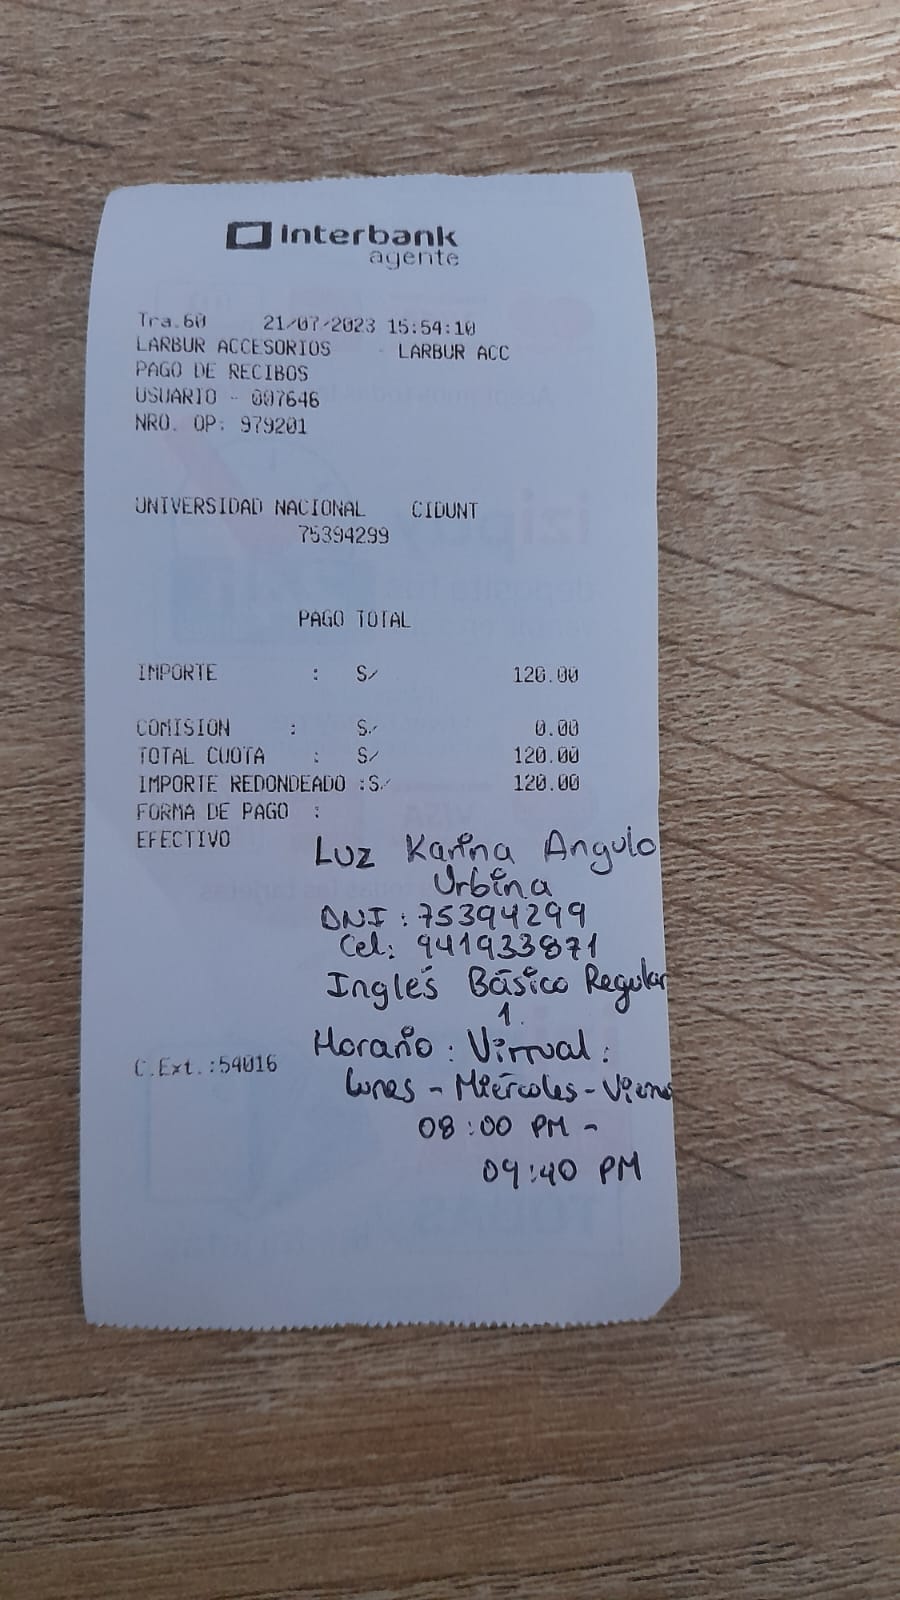 interbank
agente
Tra.60 21/07/2023 15:54:10
LARBUR ACCESORIOS - LARBUR ACC
PAGO DE RECIBOS
USUARIO - 007646
NRO. OP: 979201
UNIVERSIDAD NACIONAL CIDUNT
75394299
PAGO TOTAL
IMPORTE : S/ 120.00
COMISION : S/ 0.00
TOTAL CUOTA : S/ 120.00
IMPORTE REDONDEADO :S/ 120.00
FORMA DE PAGO :
EFECTIVO
Luz Karina Angulo
Urbina
DNI : 75394299
Cel: 941933871
Inglés Básico Regular
1.
Horario : Virtual :
C.Ext.:54016
Lunes - Miércoles - Viernes
08:00 PM -
09:40 PM